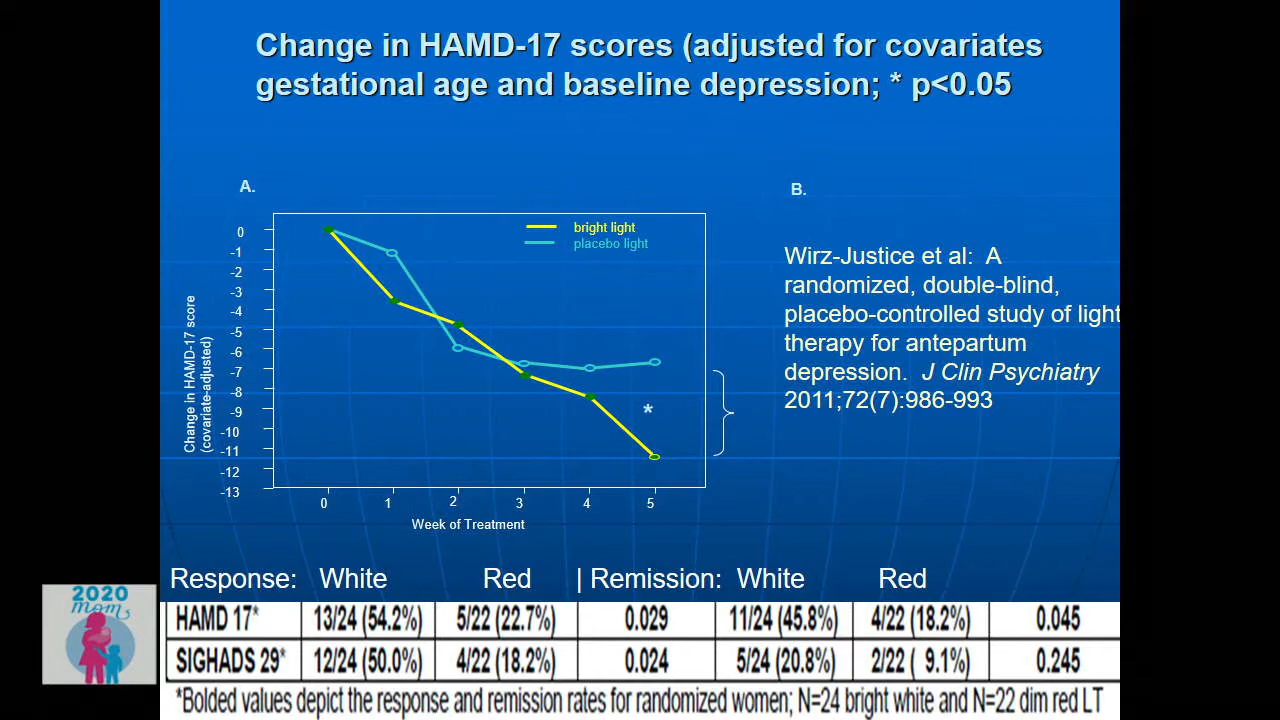 Change in HAMD-17 scores (adjusted for covariates
gestational age and baseline depression; * p<0.05
A.
B.
bright light
placebo light
0
-1
-2
-3
-4
-5
-6
-7
-8
-9
-10
-11
-12
-13
Change in HAMD-17 score
(covariate-adjusted)
*
0 1 2 3 4 5
Week of Treatment
Wirz-Justice et al: A
randomized, double-blind,
placebo-controlled study of light
therapy for antepartum
depression. J Clin Psychiatry
2011;72(7):986-993
Response: White Red | Remission: White Red
HAMD 17* 13/24 (54.2%) 5/22 (22.7%) 0.029 11/24 (45.8%) 4/22 (18.2%) 0.045
SIGHADS 29* 12/24 (50.0%) 4/22 (18.2%) 0.024 5/24 (20.8%) 2/22 ( 9.1%) 0.245
*Bolded values depict the response and remission rates for randomized women; N=24 bright white and N=22 dim red LT
2020
mom